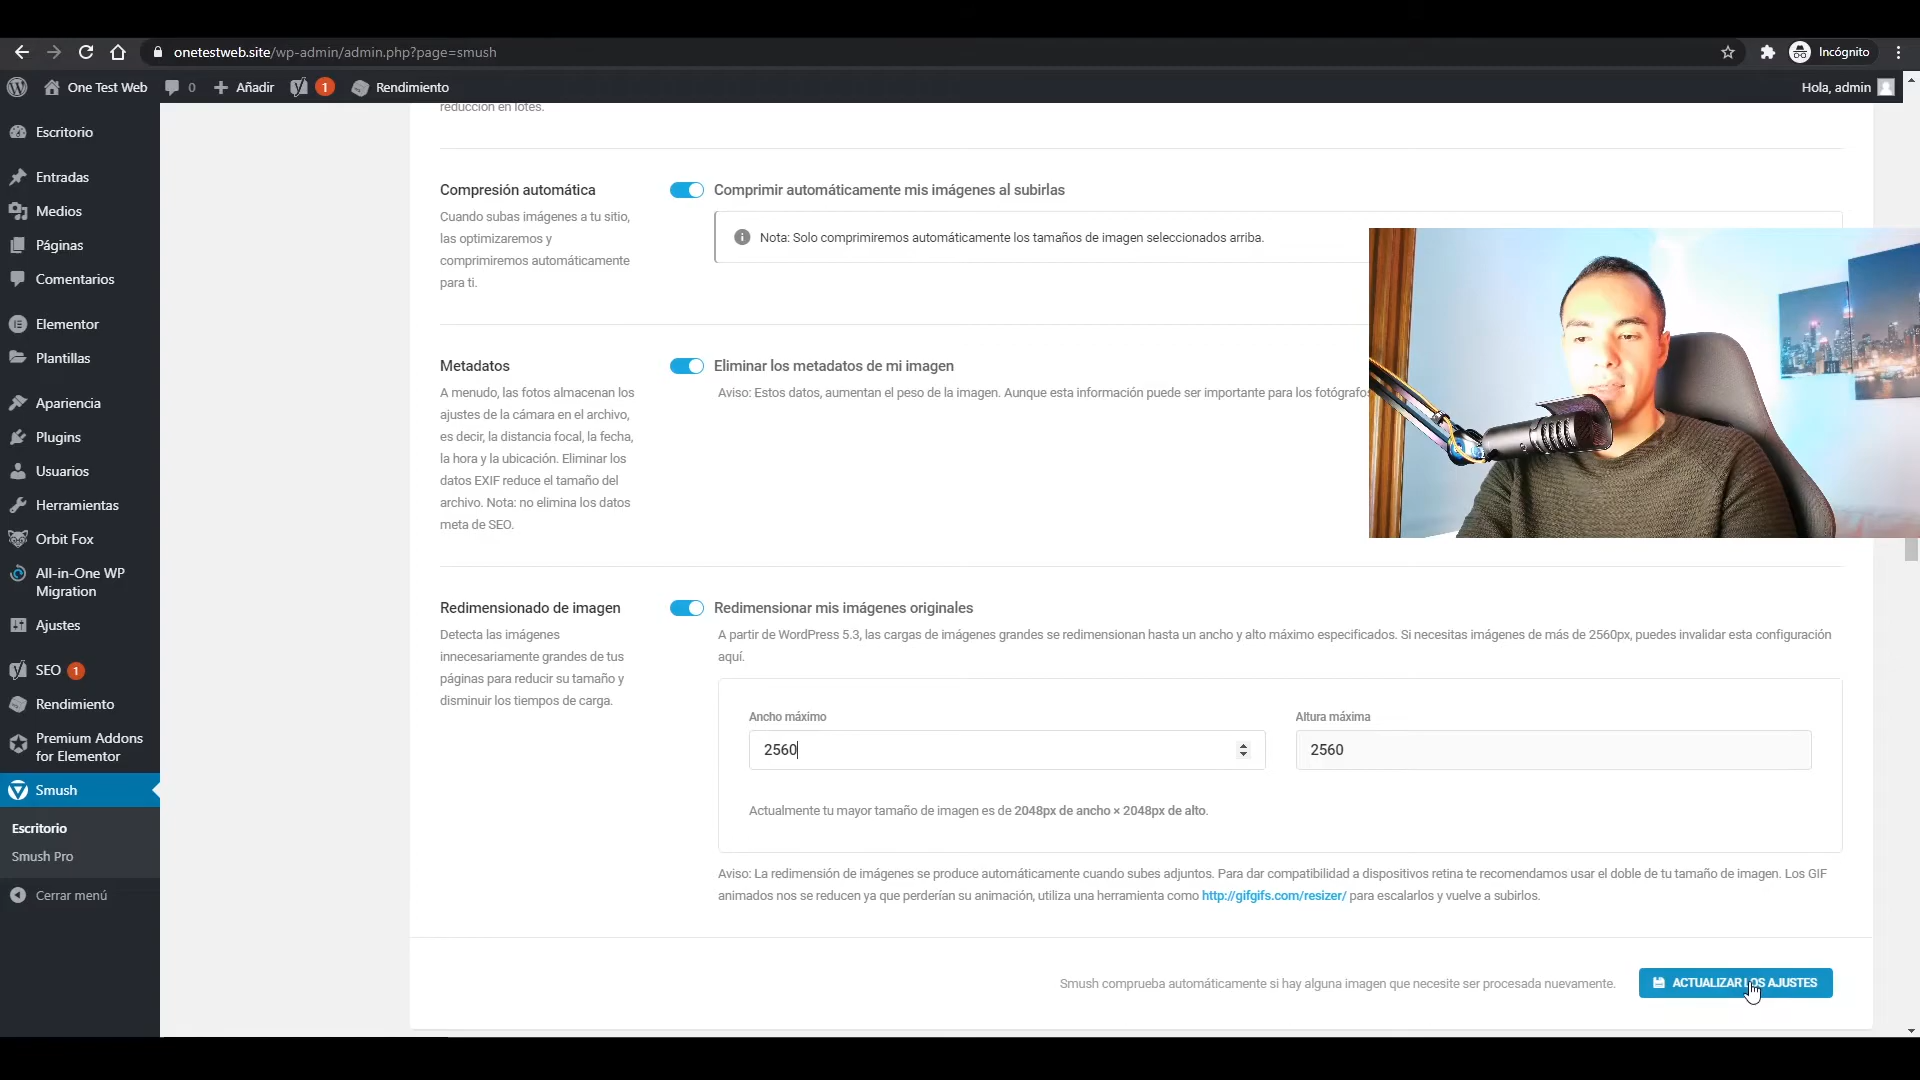 onetestweb.site/wp-admin/admin.php?page=smush
Incógnito
One Test Web
0
Añadir
1
Rendimiento
Hola, admin
Escritorio
Entradas
Medios
Páginas
Comentarios
Elementor
Plantillas
Apariencia
Plugins
Usuarios
Herramientas
Orbit Fox
All-in-One WP
Migration
Ajustes
SEO 1
Rendimiento
Premium Addons
for Elementor
Smush
Escritorio
Smush Pro
Cerrar menú
reducción en lotes.
Compresión automática
Cuando subas imágenes a tu sitio,
las optimizaremos y
comprimiremos automáticamente
para ti.
Comprimir automáticamente mis imágenes al subirlas
Nota: Solo comprimiremos automáticamente los tamaños de imagen seleccionados arriba.
Metadatos
A menudo, las fotos almacenan los
ajustes de la cámara en el archivo,
es decir, la distancia focal, la fecha,
la hora y la ubicación. Eliminar los
datos EXIF reduce el tamaño del
archivo. Nota: no elimina los datos
meta de SEO.
Eliminar los metadatos de mi imagen
Aviso: Estos datos, aumentan el peso de la imagen. Aunque esta información puede ser importante para los fotógrafos
Redimensionado de imagen
Detecta las imágenes
innecesariamente grandes de tus
páginas para reducir su tamaño y
disminuir los tiempos de carga.
Redimensionar mis imágenes originales
A partir de WordPress 5.3, las cargas de imágenes grandes se redimensionan hasta un ancho y alto máximo especificados. Si necesitas imágenes de más de 2560px, puedes invalidar esta configuración
aquí.
Ancho máximo
2560
Altura máxima
2560
Actualmente tu mayor tamaño de imagen es de 2048px de ancho × 2048px de alto.
Aviso: La redimensión de imágenes se produce automáticamente cuando subes adjuntos. Para dar compatibilidad a dispositivos retina te recomendamos usar el doble de tu tamaño de imagen. Los GIF
animados nos se reducen ya que perderían su animación, utiliza una herramienta como http://gifgifs.com/resizer/ para escalarlos y vuelve a subirlos.
Smush comprueba automáticamente si hay alguna imagen que necesite ser procesada nuevamente.
ACTUALIZAR LOS AJUSTES